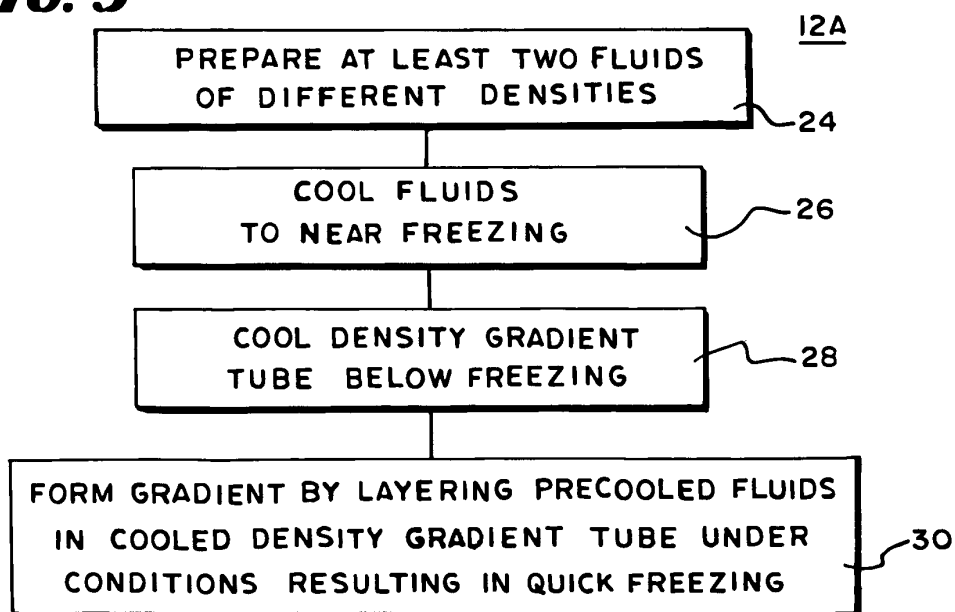 12A
PREPARE AT LEAST TWO FLUIDS
OF DIFFERENT DENSITIES
24
COOL FLUIDS
TO NEAR FREEZING
26
COOL DENSITY GRADIENT
TUBE BELOW FREEZING
28
FORM GRADIENT BY LAYERING PRECOOLED FLUIDS
IN COOLED DENSITY GRADIENT TUBE UNDER
CONDITIONS RESULTING IN QUICK FREEZING
30